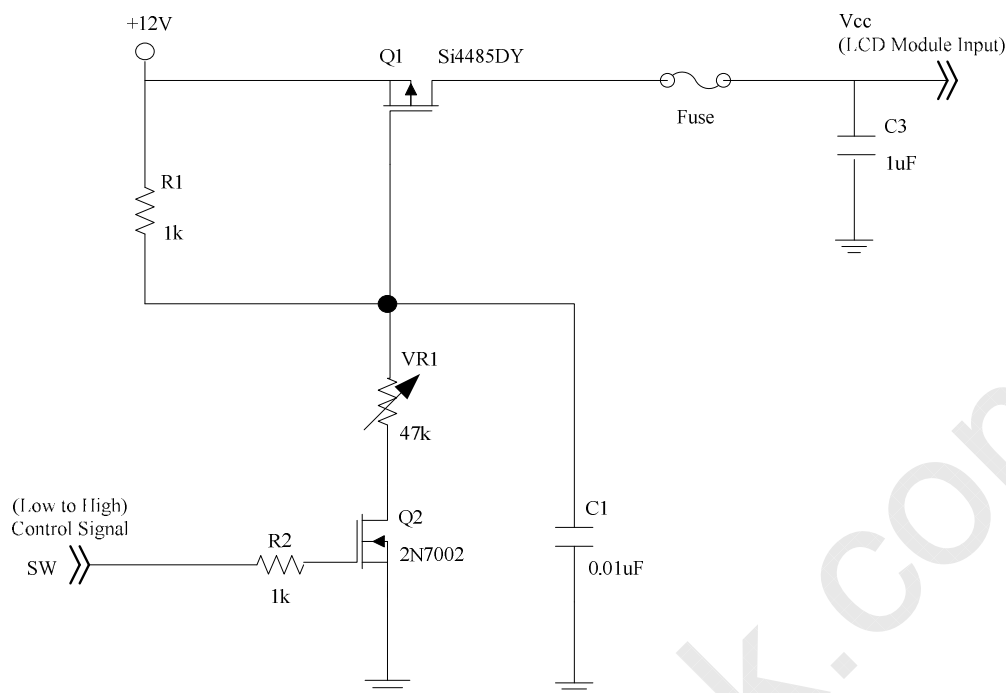 +12V
Q1
Si4485DY
Vcc
(LCD Module Input)
Fuse
C3
1uF
R1
1k
VR1
47k
(Low to High)
Control Signal
SW
R2
1k
Q2
2N7002
C1
0.01uF
k.com